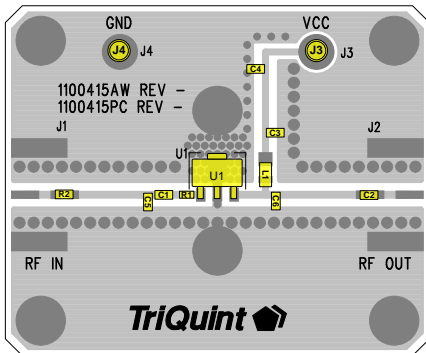 GND
VCC
J4 J4
J3 J3
C4
1100415AW REV -
1100415PC REV -
J1
C3
J2
U1
U1
L1
R2
C5
C1
R1
C6
C2
RF IN
RF OUT
TriQuint